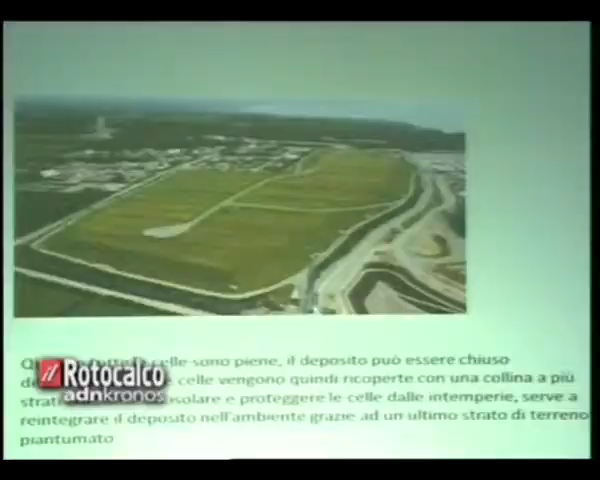 celle sono piene, il deposito può essere chiuso
celle vengono quindi ricoperte con una collina a più
strati isolare e proteggere le celle dalle intemperie, serve a
reintegrare il deposito nell'ambiente grazie ad un ultimo strato di terreno
piantumato
il Rotocalco
adnkronos